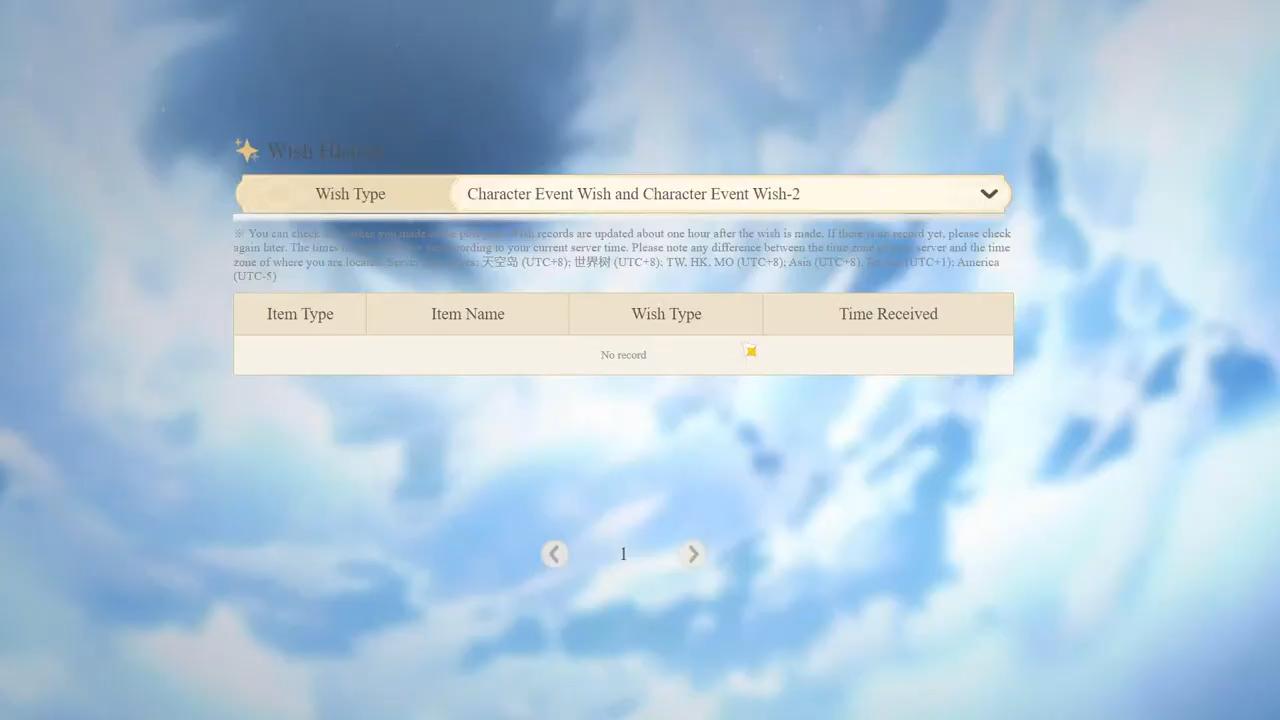 Wish History
Wish Type
Character Event Wish and Character Event Wish-2
※ You can check you made wish records are updated about one hour after the wish is made. If there is no record yet, please check
again later. The times according to your current server time. Please note any difference between the time zone server and the time
zone of where you are located. Server 天空岛 (UTC+8); 世界树 (UTC+8); TW, HK, MO (UTC+8); Asia (UTC+8), (UTC+1); America
(UTC-5)
Item Type
Item Name
Wish Type
Time Received
No record
1